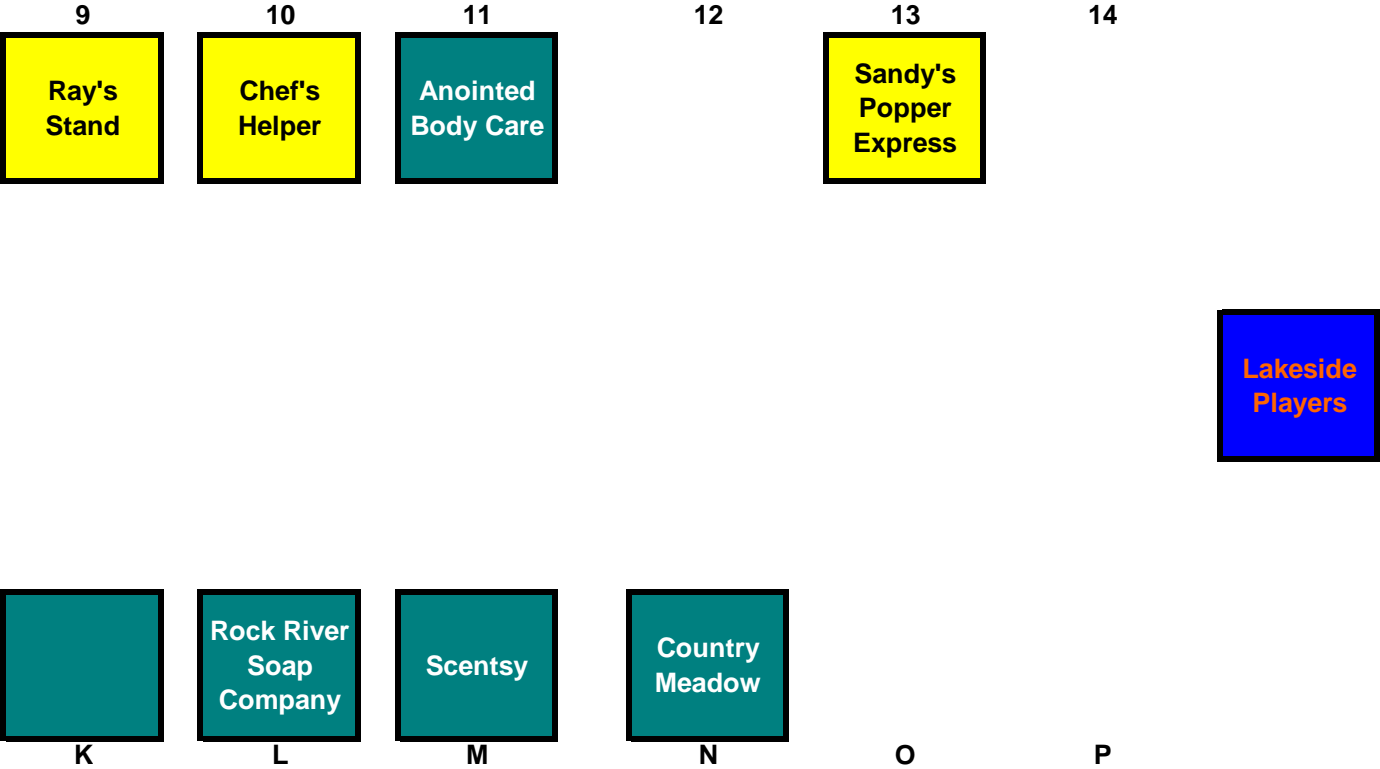 9 10 11 12 13 14
Ray's
Stand
Chef's
Helper
Anointed
Body Care
Sandy's
Popper
Express
Lakeside
Players
Rock River
Soap
Company
Scentsy
Country
Meadow
K L M N O P